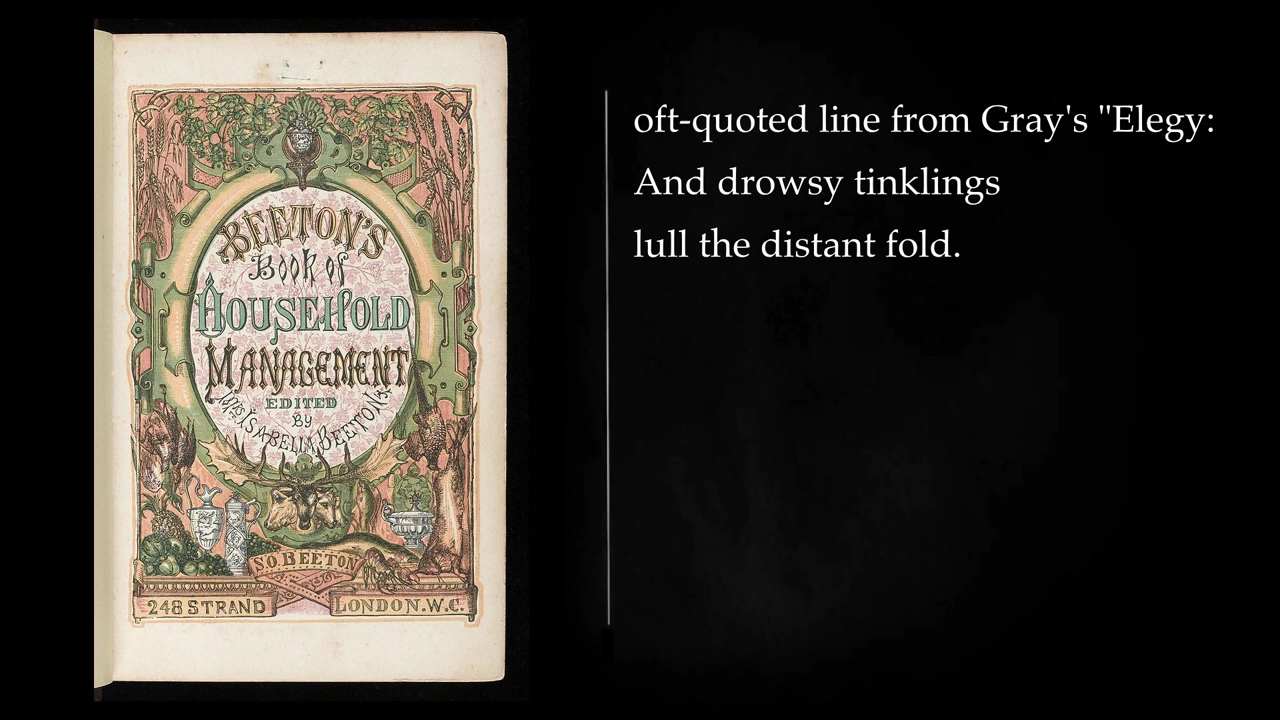 BEETON'S
Book of
HOUSEHOLD
MANAGEMENT
EDITED
BY
MRS ISABELLA BEETON
S.O. BEETON
248 STRAND
LONDON. W.C.
oft-quoted line from Gray's "Elegy:
And drowsy tinklings
lull the distant fold.